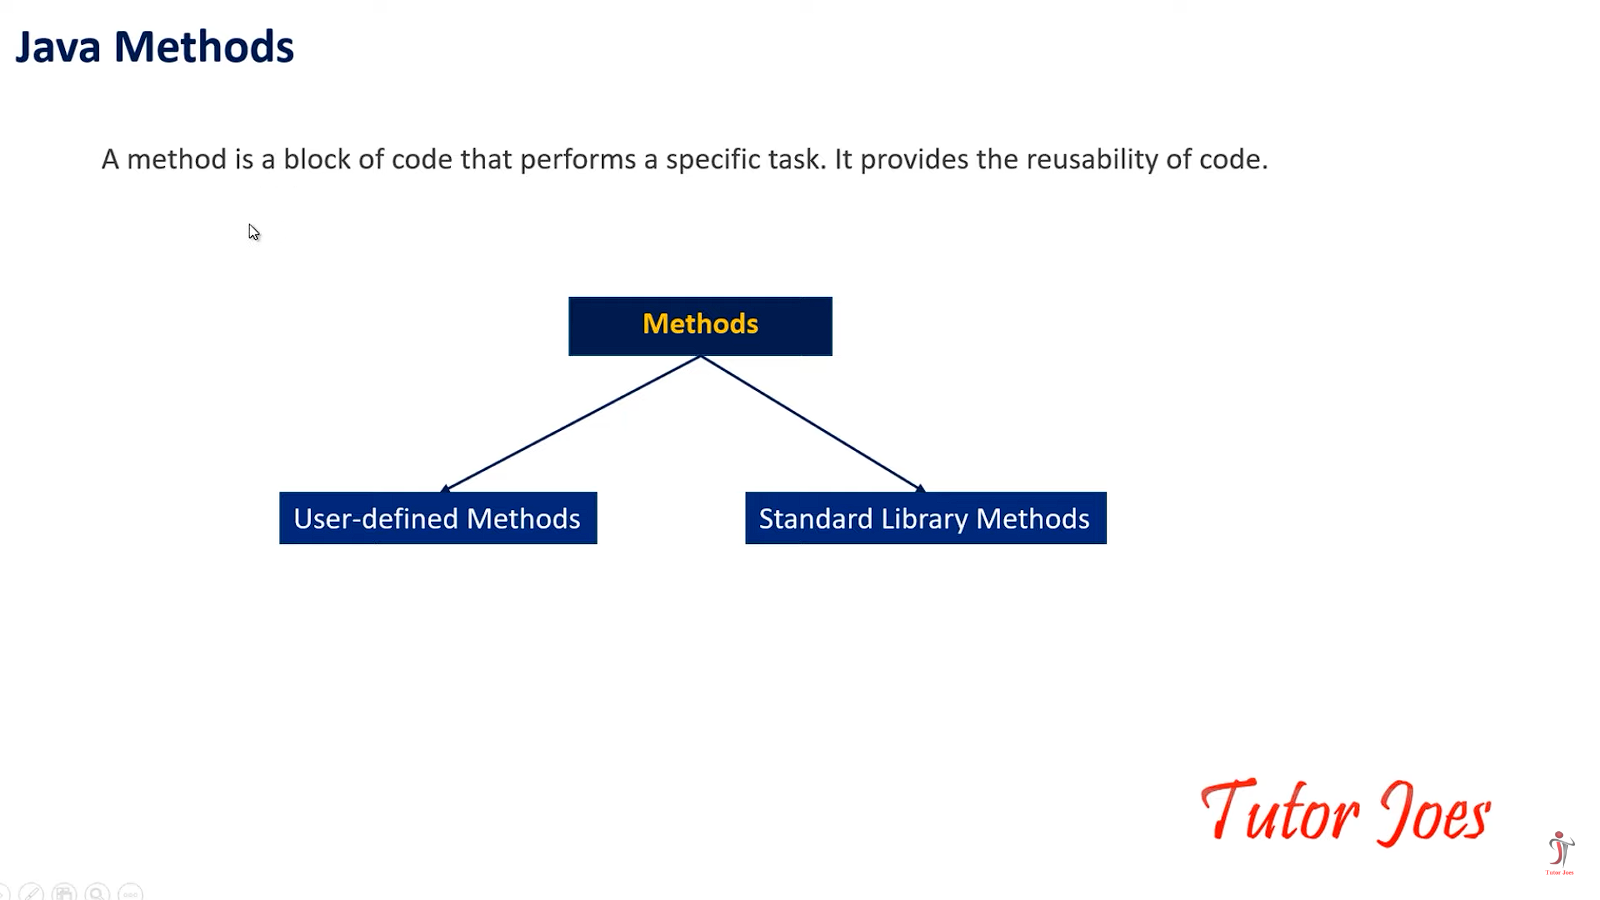 Java Methods
A method is a block of code that performs a specific task. It provides the reusability of code.
Methods
User-defined Methods
Standard Library Methods
Tutor Joes
Tutor Joes